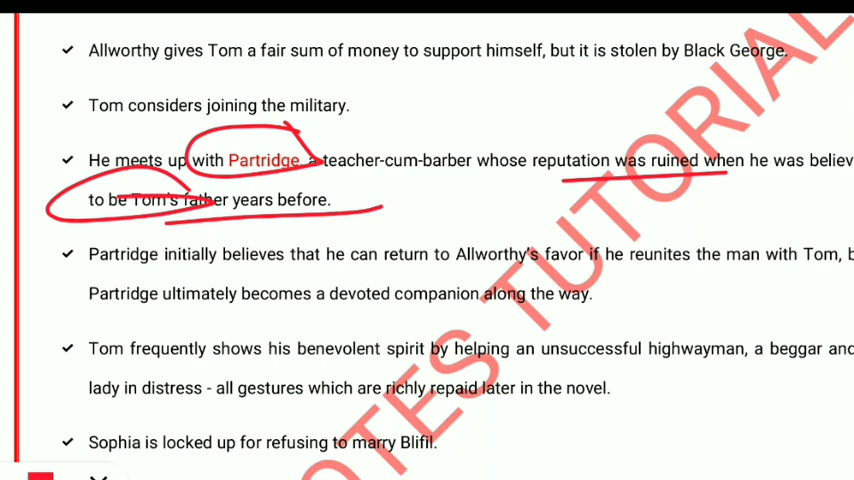 ✓ Allworthy gives Tom a fair sum of money to support himself, but it is stolen by Black George.
✓ Tom considers joining the military.
✓ He meets up with Partridge, a teacher-cum-barber whose reputation was ruined when he was
to be Tom's father years before.
✓ Partridge initially believes that he can return to Allworthy's favor if he reunites the man with Tom,
Partridge ultimately becomes a devoted companion along the way.
✓ Tom frequently shows his benevolent spirit by helping an unsuccessful highwayman, a beggar and
lady in distress - all gestures which are richly repaid later in the novel.
✓ Sophia is locked up for refusing to marry Blifil.
OTES TUTORIAL